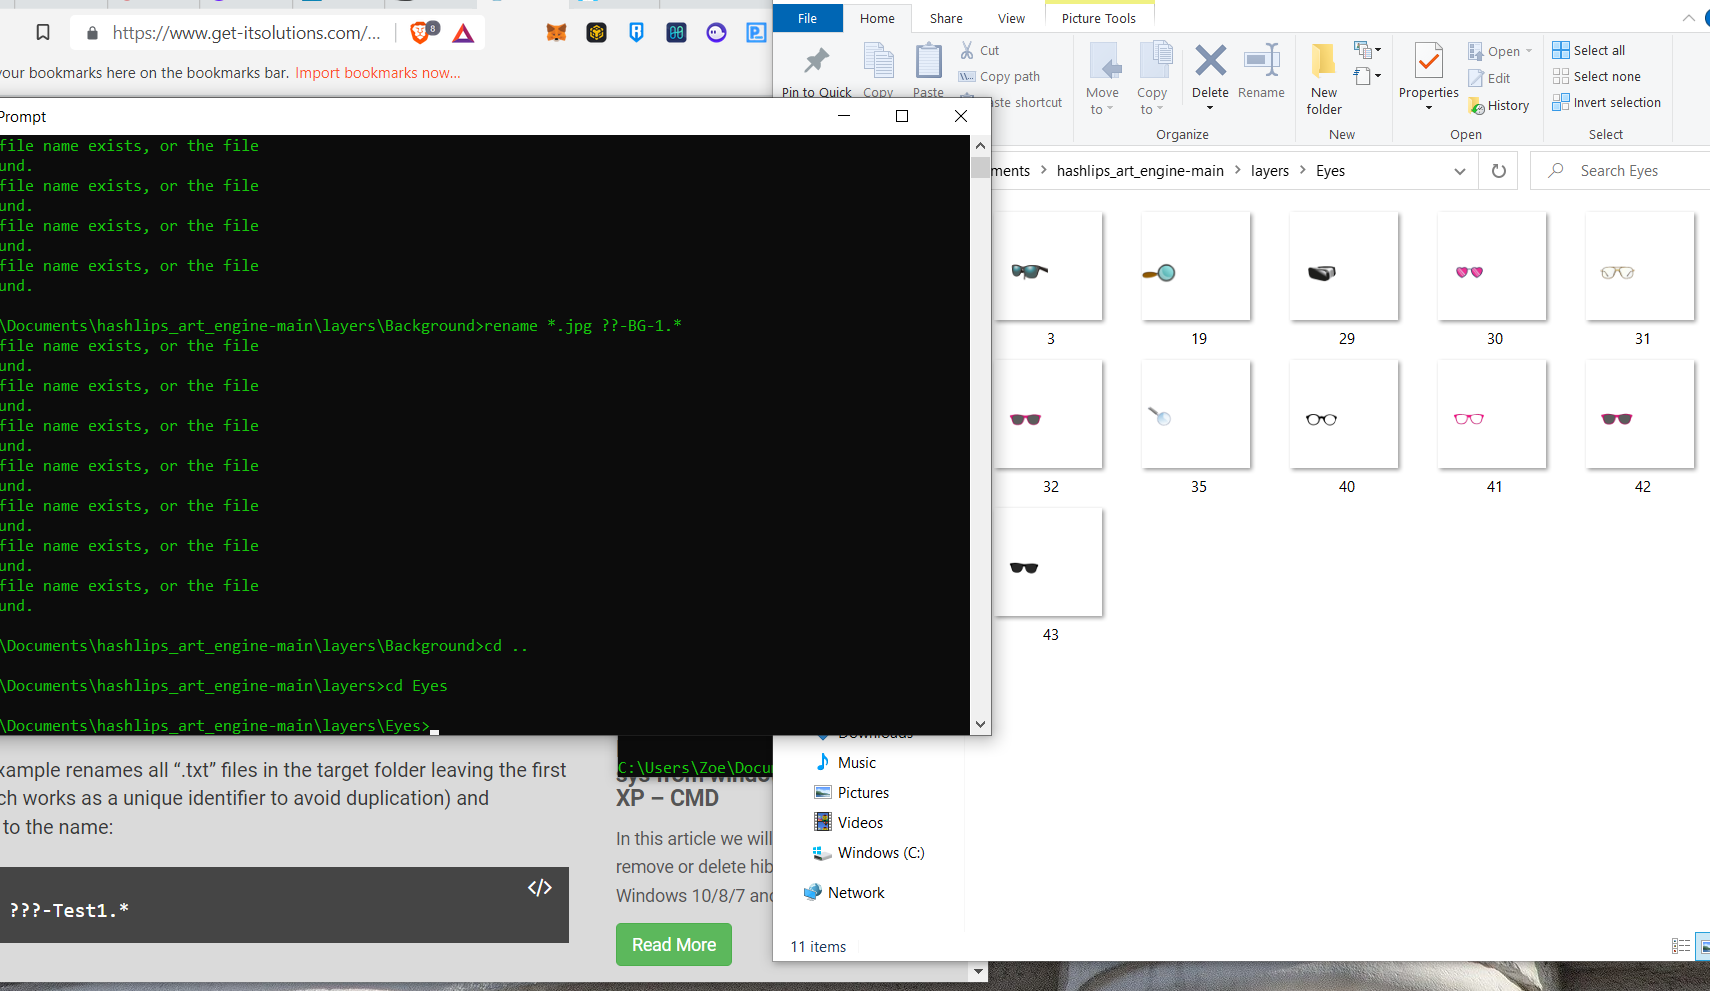 https://www.get-itsolutions.com/...
8
your bookmarks here on the bookmarks bar. Import bookmarks now...
File
Home
Share
View
Picture Tools
Pin to Quick
Copy
Paste
Cut
Copy path
ste shortcut
Move to
Copy to
Delete
Rename
New folder
Properties
Open
Edit
History
Select all
Select none
Invert selection
Organize
New
Open
Select
Prompt
file name exists, or the file
und.
file name exists, or the file
und.
file name exists, or the file
und.
file name exists, or the file
und.
\Documents\hashlips_art_engine-main\layers\Background>rename *.jpg ??-BG-1.*
file name exists, or the file
und.
file name exists, or the file
und.
file name exists, or the file
und.
file name exists, or the file
und.
file name exists, or the file
und.
file name exists, or the file
und.
file name exists, or the file
und.
\Documents\hashlips_art_engine-main\layers\Background>cd ..
\Documents\hashlips_art_engine-main\layers>cd Eyes
\Documents\hashlips_art_engine-main\layers\Eyes>
ments > hashlips_art_engine-main > layers > Eyes
Search Eyes
3
19
29
30
31
32
35
40
41
42
43
Downloads
Music
Pictures
Videos
Windows (C:)
Network
11 items
xample renames all “.txt” files in the target folder leaving the first
ch works as a unique identifier to avoid duplication) and
to the name:
</>
???-Test1.*
C:\Users\Zoe\Docu
sys from Windo
XP – CMD
In this article we will
remove or delete hib
Windows 10/8/7 and
Read More